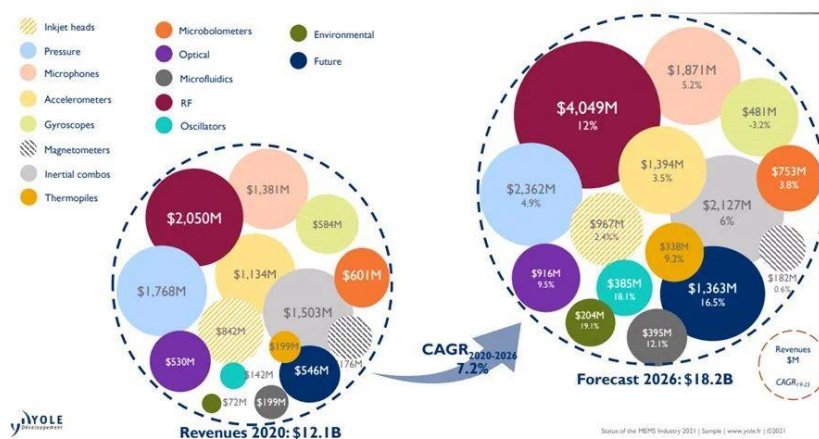 Inkjet heads
Pressure
Microphones
Accelerometers
Gyroscopes
Magnetometers
Inertial combos
Thermopiles
Microbolometers
Optical
Microfluidics
RF
Oscillators
Environmental
Future
$1,381M
$2,050M
$584M
$1,134M
$601M
$1,768M
$1,503M
$842M
$199M
176M
$530M
$142M
$546M
$72M
$199M
Revenues 2020: $12.1B
CAGR2020-2026
7.2%
$1,871M
5.2%
$4,049M
12%
$481M
-3.2%
$1,394M
3.5%
$753M
3.8%
$2,362M
4.9%
$2,127M
6%
$967M
2.4%%
$338M
9.2%
$182M
0.6%
$916M
9.5%
$385M
18.1%
$1,363M
16.5%
$204M
19.1%
$395M
12.1%
Forecast 2026: $18.2B
Revenues
$M
CAGR19-25
YOLE
Développement
Status of the MEMS Industry 2021 | Sample | www.yole.fr | ©2021